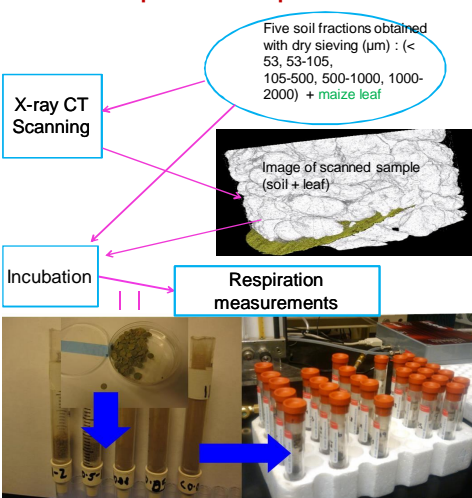 Five soil fractions obtained
with dry sieving (µm) : (<
53, 53-105,
105-500, 500-1000, 1000-
2000) + maize leaf
X-ray CT
Scanning
Image of scanned sample
(soil + leaf)
Incubation
Respiration
measurements